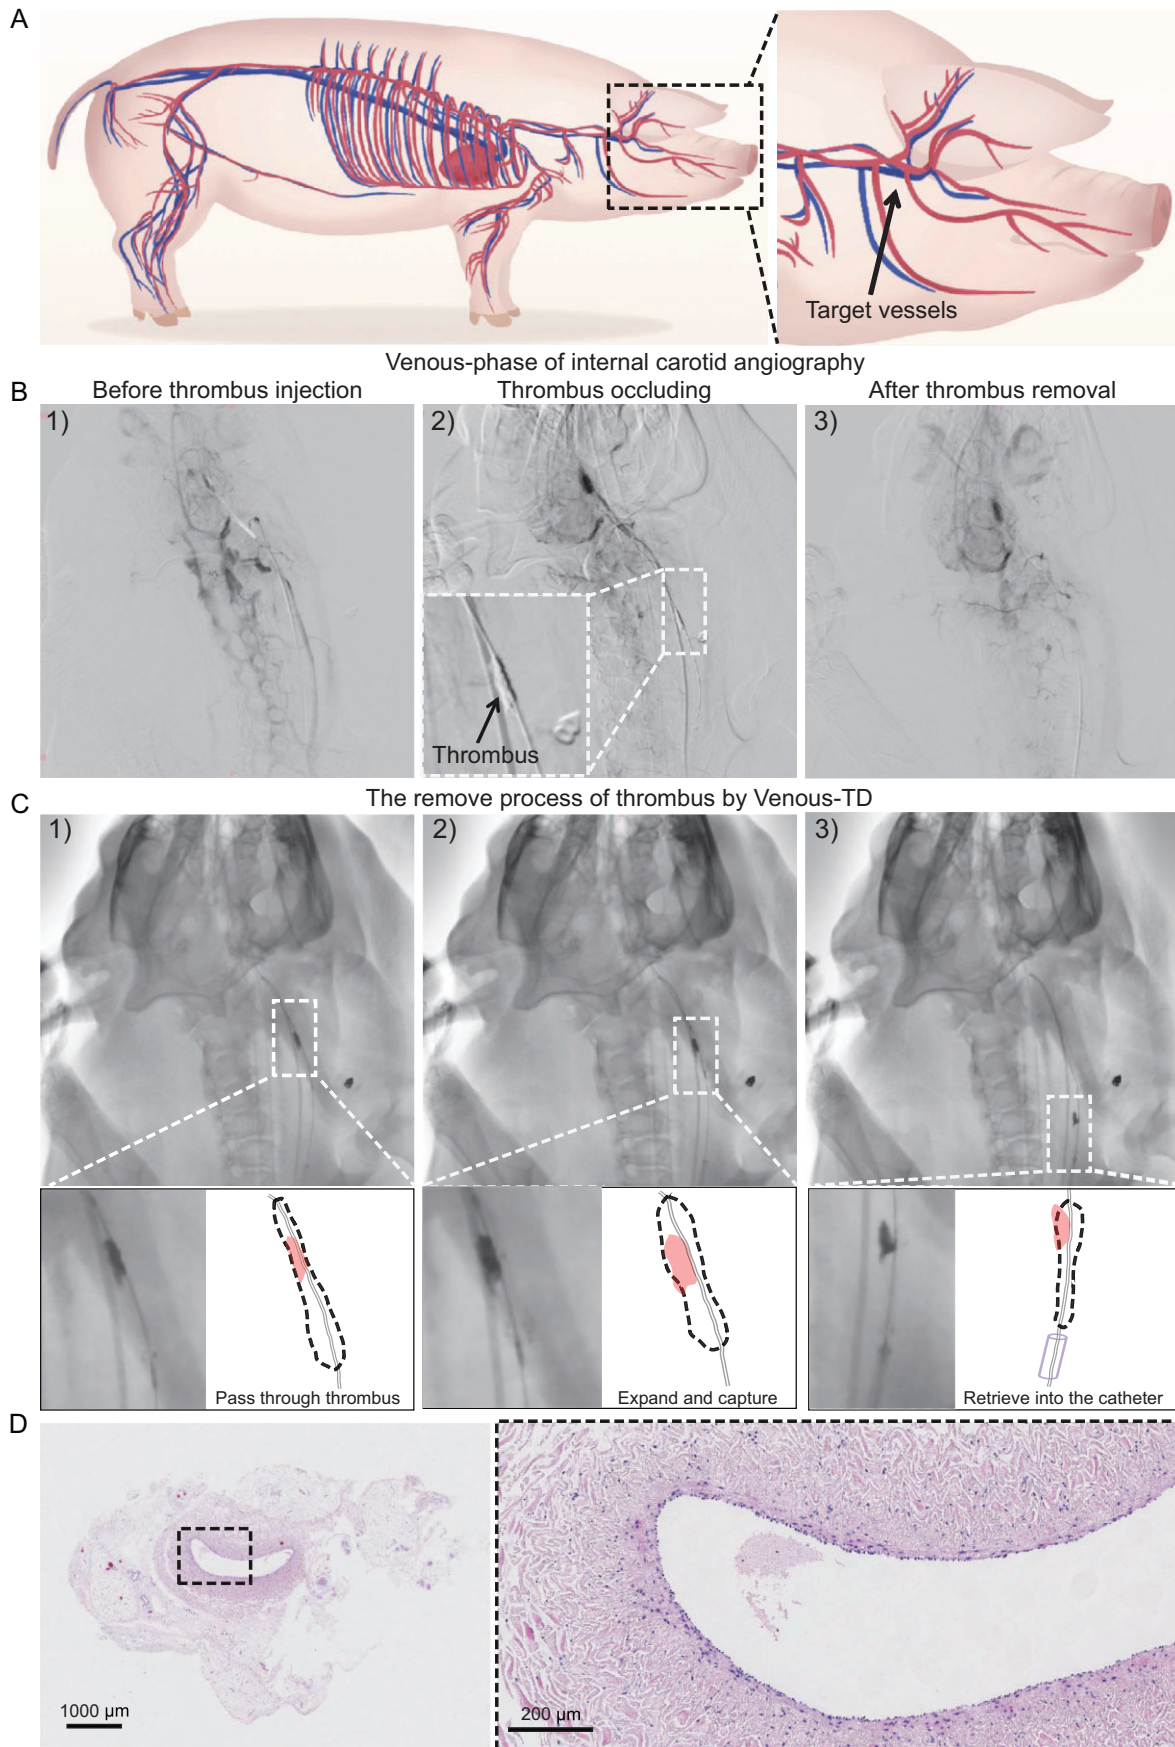 A
Target vessels
Venous-phase of internal carotid angiography
B
Before thrombus injection
Thrombus occluding
After thrombus removal
1)
2)
3)
Thrombus
C
The remove process of thrombus by Venous-TD
1)
2)
3)
Pass through thrombus
Expand and capture
Retrieve into the catheter
D
1000 µm
200 µm